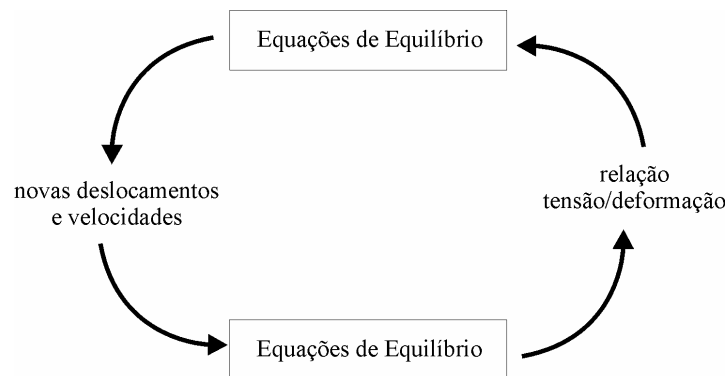 Equações de Equilíbrio
novas deslocamentos
e velocidades
relação
tensão/deformação
Equações de Equilíbrio